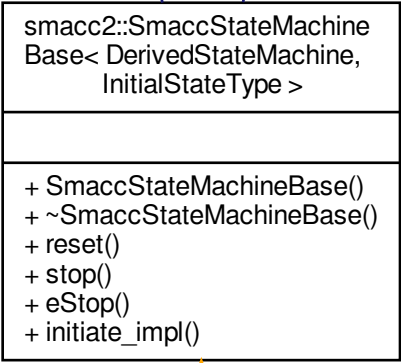 smacc2::SmaccStateMachine
Base< DerivedStateMachine,
InitialStateType >
+ SmaccStateMachineBase()
+ ~SmaccStateMachineBase()
+ reset()
+ stop()
+ eStop()
+ initiate_impl()